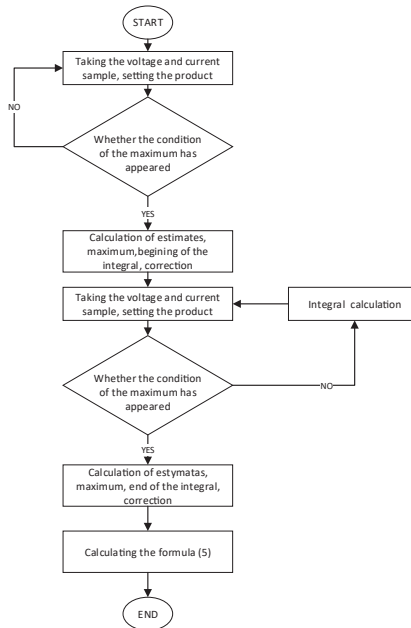 START
Taking the voltage and current
sample, setting the product
NO
Whether the condition
of the maximum has
appeared
YES
Calculation of estimates,
maximum,begining of the
integral, correction
Taking the voltage and current
sample, setting the product
Integral calculation
Whether the condition
of the maximum has
appeared
NO
YES
Calculation of estymatas,
maximum, end of the integral,
correction
Calculating the formula (5)
END